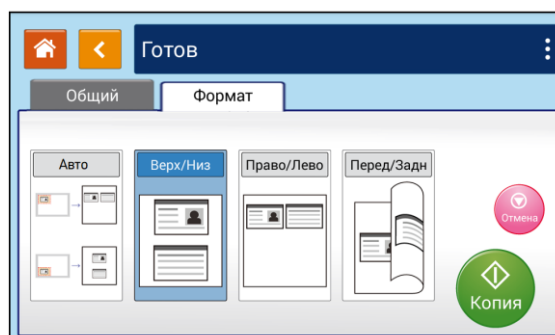 Готов
Общий
Формат
Авто
Верх/Низ
Право/Лево
Перед/Задн
Отмена
Копия